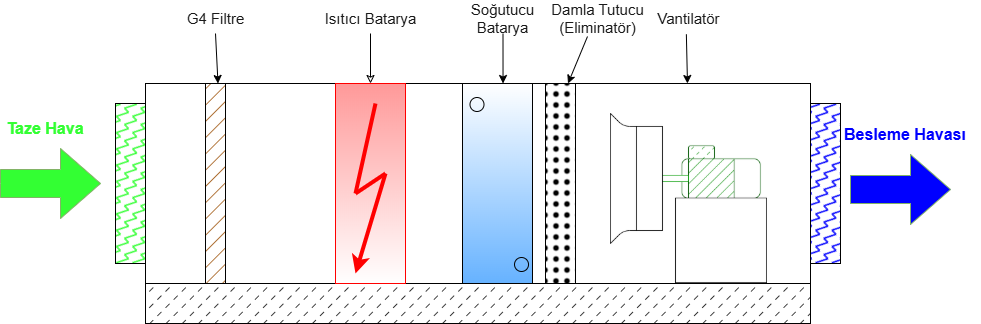 G4 Filtre
Isıtıcı Batarya
Soğutucu
Batarya
Damla Tutucu
(Eliminatör)
Vantilatör
Taze Hava
Besleme Havası